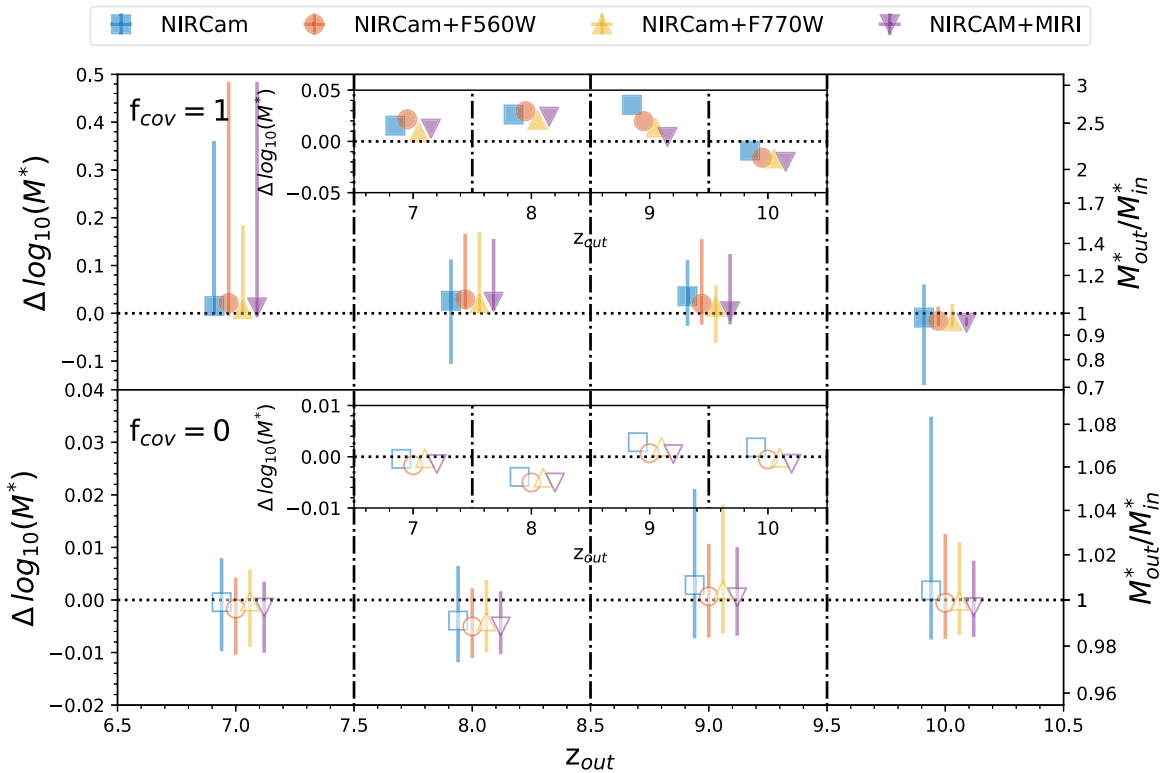 NIRCam NIRCam+F560W NIRCam+F770W NIRCAM+MIRI
f_cov = 1
Δ log10(M*)
0.5
0.4
0.3
0.2
0.1
0.0
−0.1
Δ log10(M*)
0.05
0.00
−0.05
7 8 9 10
z_out
3
2.5
2
1.7
1.4
1.2
1
0.9
0.8
0.7
M*_out/M*_in
f_cov = 0
Δ log10(M*)
0.04
0.03
0.02
0.01
0.00
−0.01
−0.02
Δ log10(M*)
0.01
0.00
−0.01
7 8 9 10
z_out
1.08
1.06
1.04
1.02
1
0.98
0.96
M*_out/M*_in
6.5 7.0 7.5 8.0 8.5 9.0 9.5 10.0 10.5
z_out